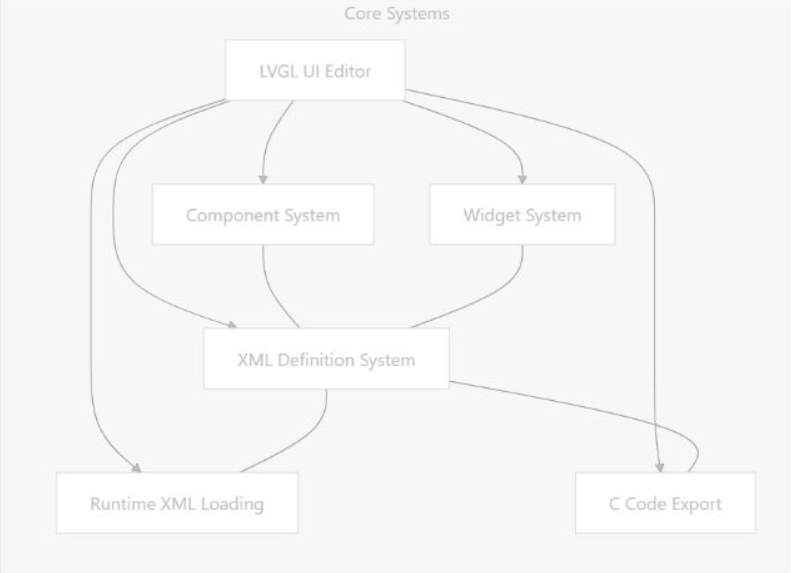 Core Systems
LVGL UI Editor
Component System
Widget System
XML Definition System
Runtime XML Loading
C Code Export